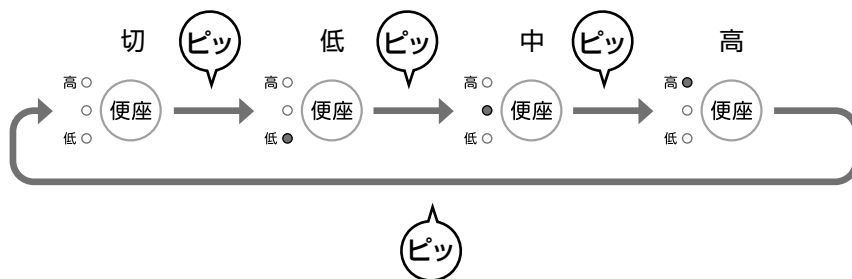 切 ピッ 低 ピッ 中 ピッ 高
高 高 高 高
便座 便座 便座 便座
低 低 低 低
ピッ